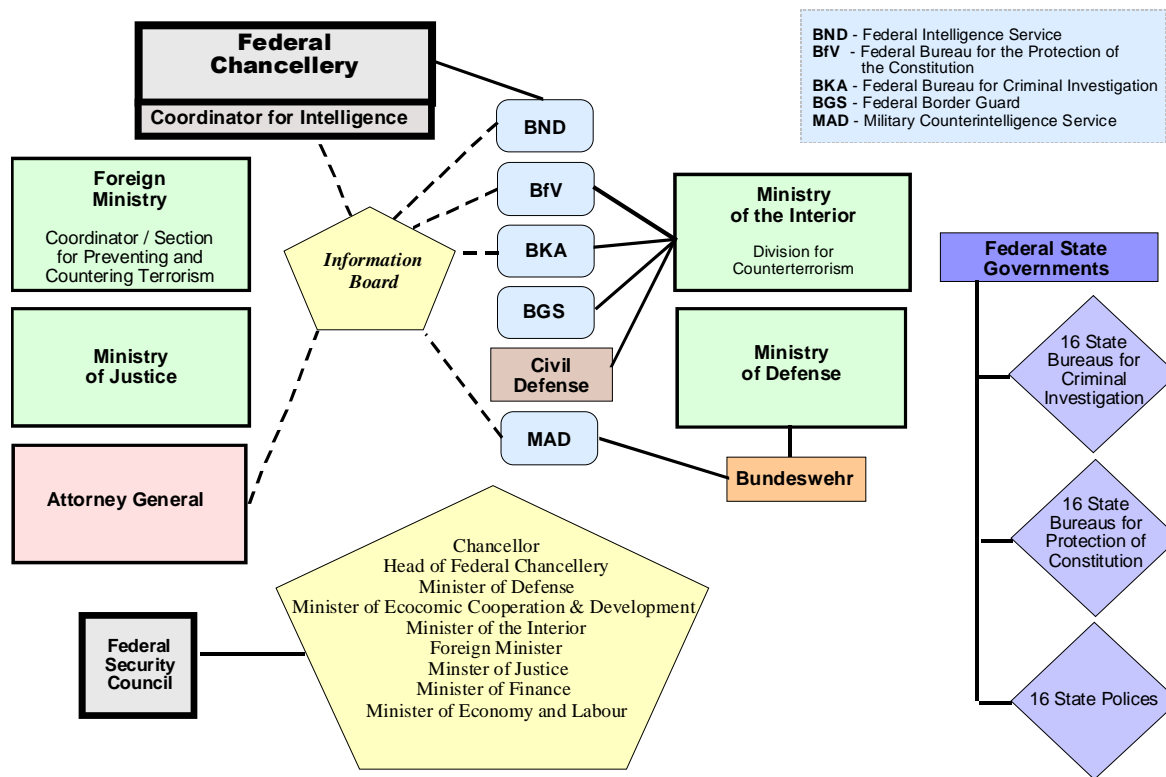 Federal
Chancellery
Coordinator for Intelligence
BND - Federal Intelligence Service
BfV - Federal Bureau for the Protection of
the Constitution
BKA - Federal Bureau for Criminal Investigation
BGS - Federal Border Guard
MAD - Military Counterintelligence Service
BND
BfV
BKA
BGS
Civil
Defense
MAD
Foreign
Ministry
Coordinator / Section
for Preventing and
Countering Terrorism
Information
Board
Ministry
of the Interior
Division for
Counterterrorism
Federal State
Governments
Ministry
of Justice
Ministry
of Defense
16 State
Bureaus for
Criminal
Investigation
Attorney General
Bundeswehr
16 State
Bureaus for
Protection of
Constitution
Chancellor
Head of Federal Chancellery
Minister of Defense
Minister of Ecocomic Cooperation & Development
Minister of the Interior
Foreign Minister
Minster of Justice
Minister of Finance
Minister of Economy and Labour
Federal
Security
Council
16 State Polices